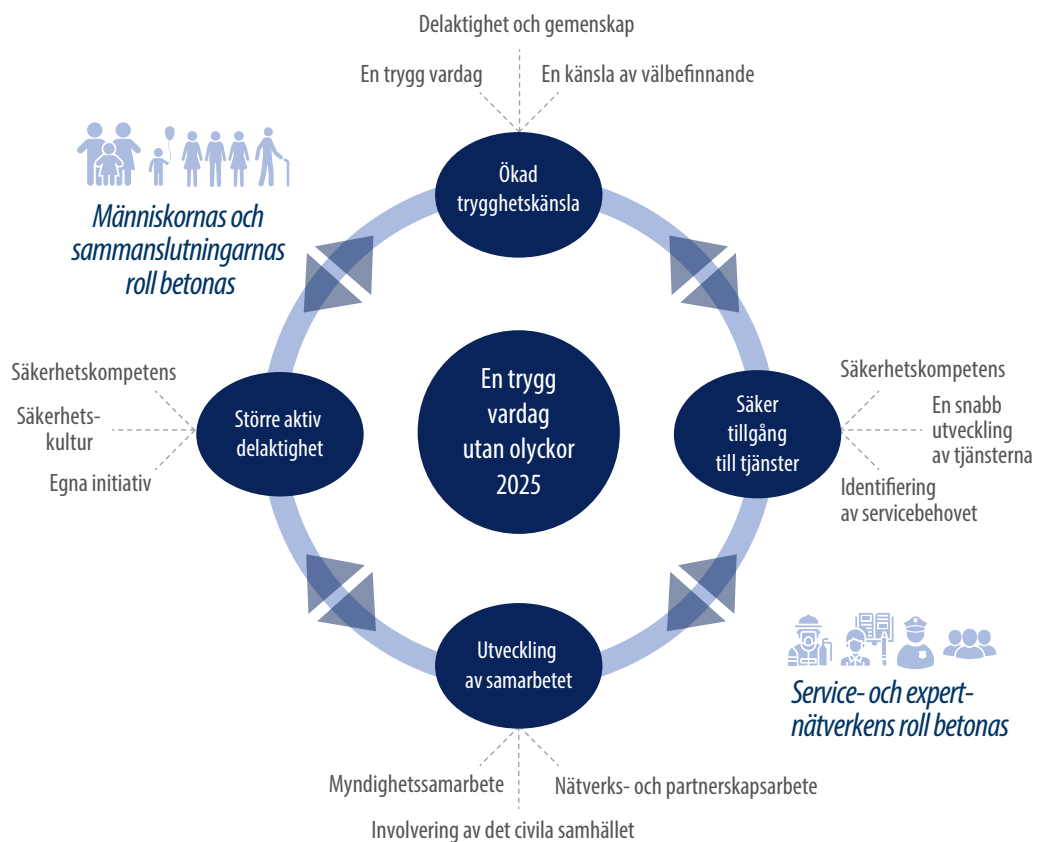 Delaktighet och gemenskap
En trygg vardag
En känsla av välbefinnande
Ökad
trygghetskänsla
Människornas och
sammanslutningarnas
roll betonas
Säkerhetskompetens
Säkerhets-
kultur
Egna initiativ
Större aktiv
delaktighet
En trygg
vardag
utan olyckor
2025
Säker
tillgång
till tjänster
Säkerhetskompetens
En snabb
utveckling
av tjänsterna
Identifiering
av servicebehovet
Utveckling
av samarbetet
Service- och expert-
nätverkens roll betonas
Myndighetssamarbete
Nätverks- och partnerskapsarbete
Involvering av det civila samhället